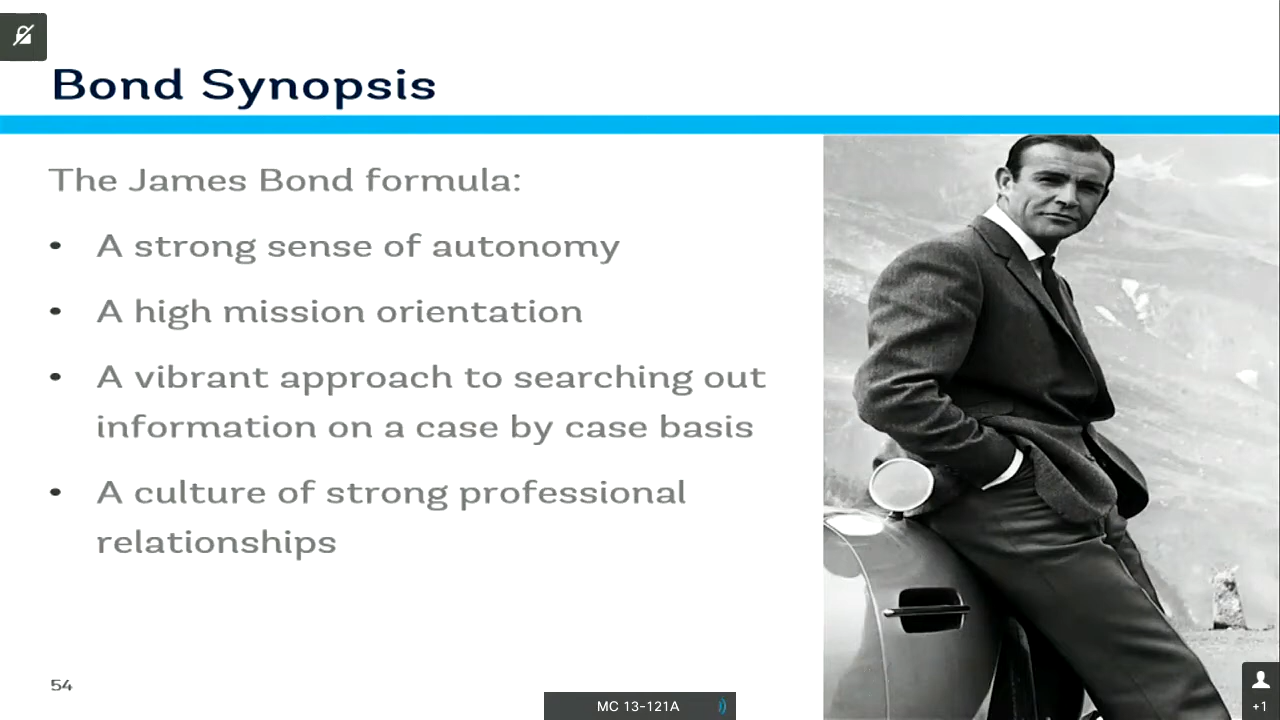 Bond Synopsis
The James Bond formula:
• A strong sense of autonomy
• A high mission orientation
• A vibrant approach to searching out
information on a case by case basis
• A culture of strong professional
relationships
54
MC 13-121A
+1